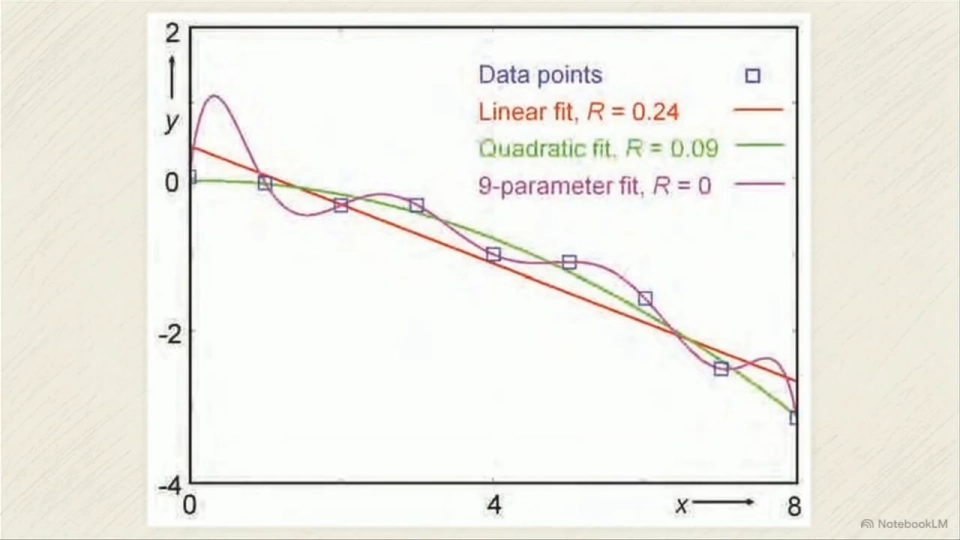 2
y
0
-2
-4
Data points
Linear fit, R = 0.24
Quadratic fit, R = 0.09
9-parameter fit, R = 0
0
4
x
8
NotebookLM